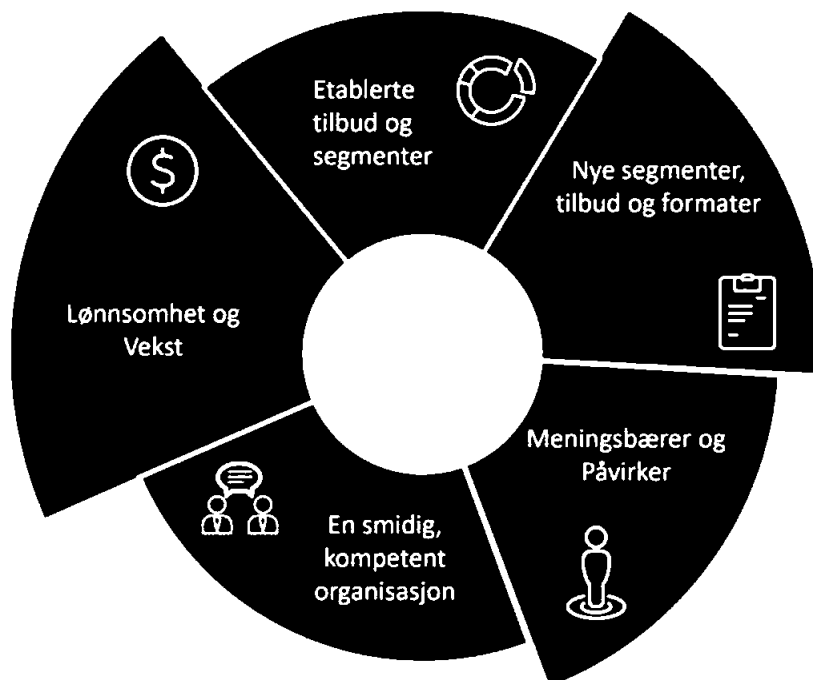 Etablerte
tilbud og
segmenter
Nye segmenter,
tilbud og formater
Meningsbærer og
Påvirker
En smidig,
kompetent
organisasjon
Lønnsomhet og
Vekst
$